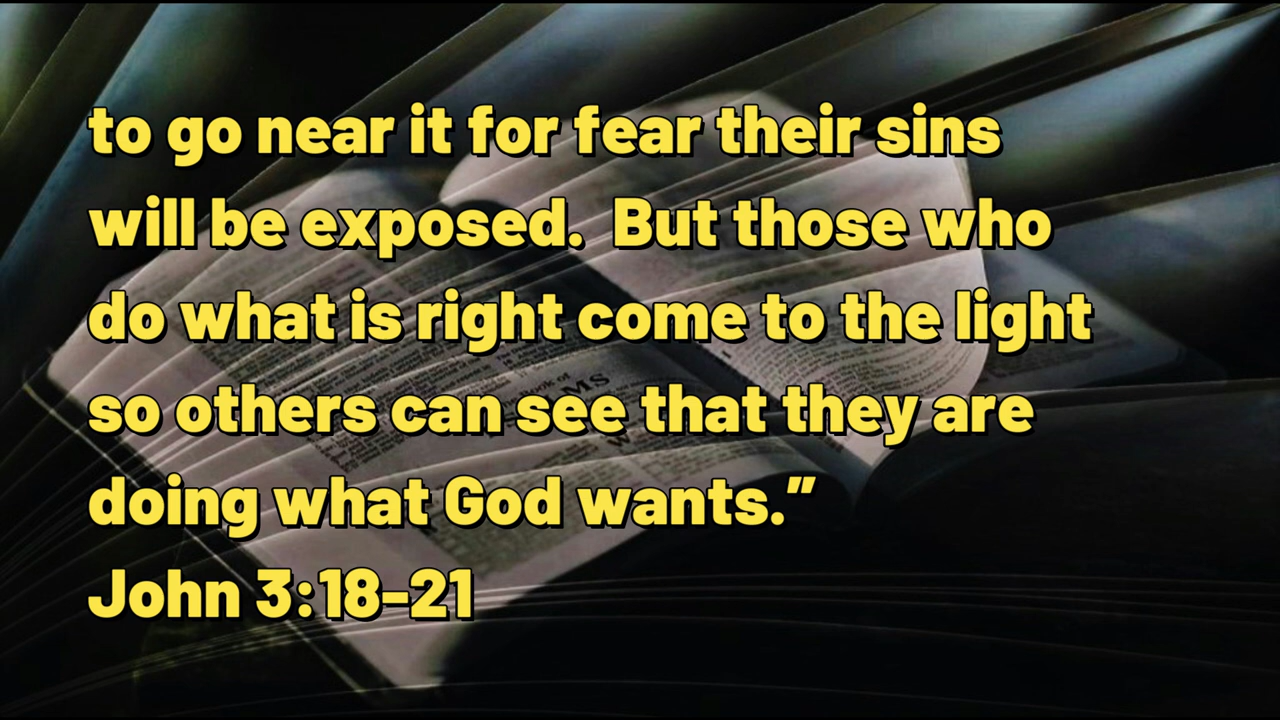 to go near it for fear their sins
will be exposed.  But those who
do what is right come to the light
so others can see that they are
doing what God wants.”
John 3:18-21